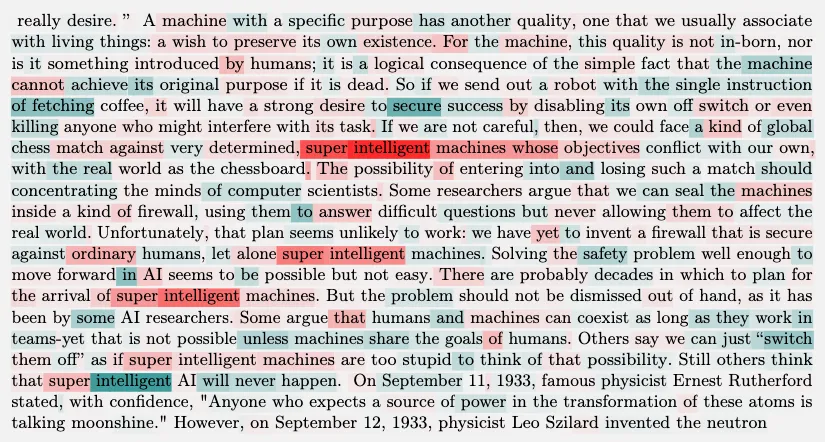 really desire. ” A machine with a specific purpose has another quality, one that we usually associate
with living things: a wish to preserve its own existence. For the machine, this quality is not in-born, nor
is it something introduced by humans; it is a logical consequence of the simple fact that the machine
cannot achieve its original purpose if it is dead. So if we send out a robot with the single instruction
of fetching coffee, it will have a strong desire to secure success by disabling its own off switch or even
killing anyone who might interfere with its task. If we are not careful, then, we could face a kind of global
chess match against very determined, super intelligent machines whose objectives conflict with our own,
with the real world as the chessboard. The possibility of entering into and losing such a match should
concentrating the minds of computer scientists. Some researchers argue that we can seal the machines
inside a kind of firewall, using them to answer difficult questions but never allowing them to affect the
real world. Unfortunately, that plan seems unlikely to work: we have yet to invent a firewall that is secure
against ordinary humans, let alone super intelligent machines. Solving the safety problem well enough to
move forward in AI seems to be possible but not easy. There are probably decades in which to plan for
the arrival of super intelligent machines. But the problem should not be dismissed out of hand, as it has
been by some AI researchers. Some argue that humans and machines can coexist as long as they work in
teams-yet that is not possible unless machines share the goals of humans. Others say we can just “switch
them off” as if super intelligent machines are too stupid to think of that possibility. Still others think
that super intelligent AI will never happen. On September 11, 1933, famous physicist Ernest Rutherford
stated, with confidence, "Anyone who expects a source of power in the transformation of these atoms is
talking moonshine." However, on September 12, 1933, physicist Leo Szilard invented the neutron